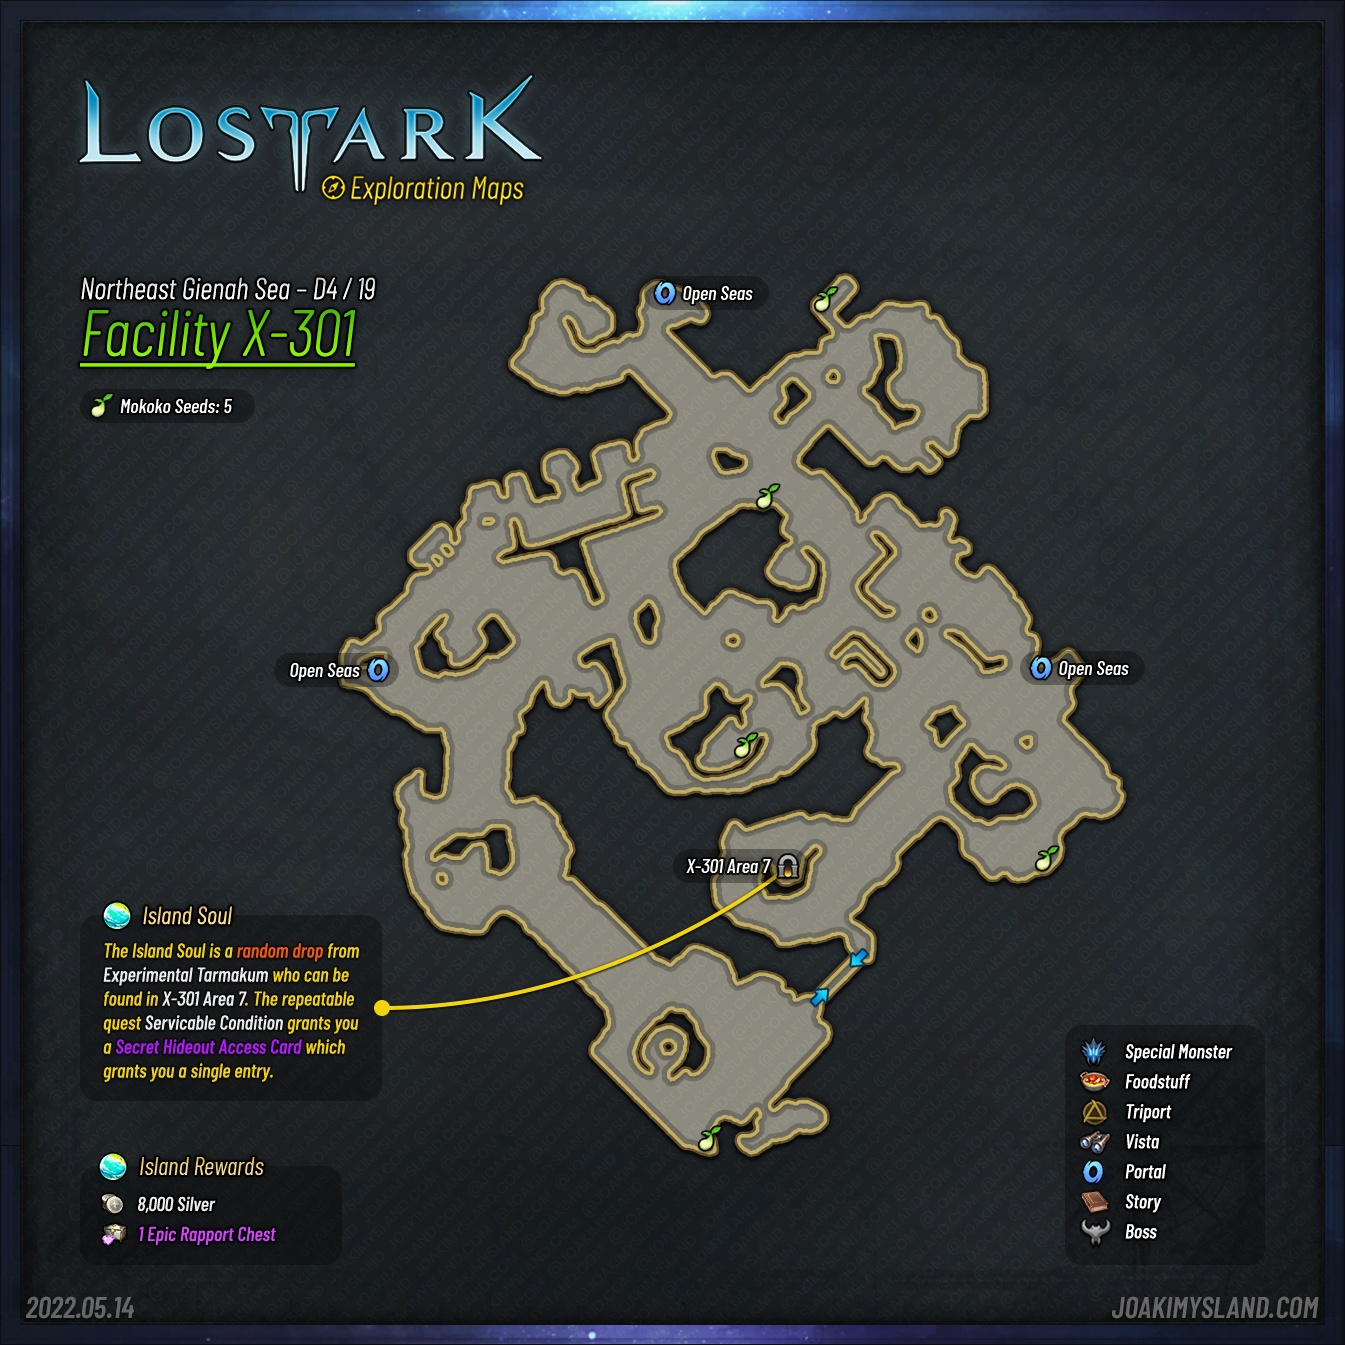 LOSTARK
Exploration Maps
Northeast Gienah Sea – D4 / 19
Facility X-301
Mokoko Seeds: 5
Open Seas
Open Seas
Open Seas
X-301 Area 7
Island Soul
The Island Soul is a random drop from
Experimental Tarmakum who can be
found in X-301 Area 7. The repeatable
quest Servicable Condition grants you
a Secret Hideout Access Card which
grants you a single entry.
Island Rewards
8,000 Silver
1 Epic Rapport Chest
Special Monster
Foodstuff
Triport
Vista
Portal
Story
Boss
2022.05.14
JOAKIMYSLAND.COM